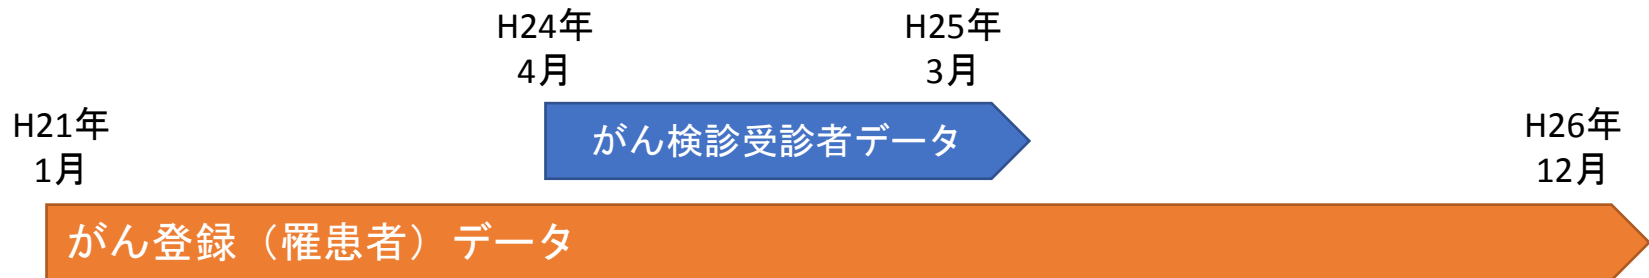 H24年
4月
H25年
3月
H21年
1月
がん検診受診者データ
H26年
12月
がん登録（罹患者）データ